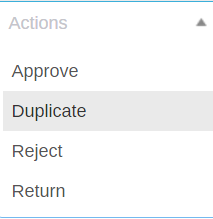 Actions
Approve
Duplicate
Reject
Return